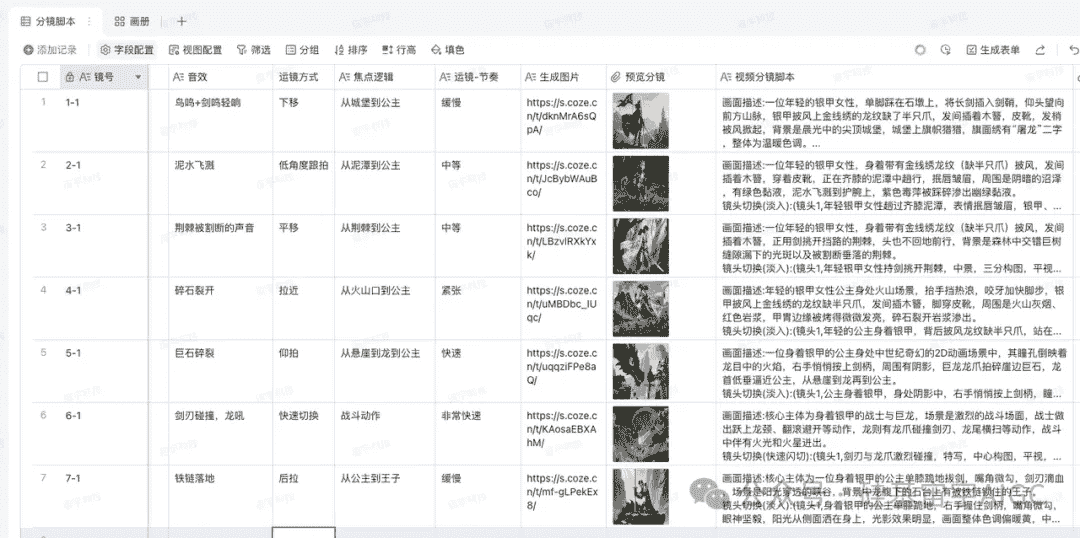 分镜脚本
画册
添加记录
字段配置
视图配置
筛选
分组
排序
行高
填色
生成表单
镜号
音效
运镜方式
焦点逻辑
运镜-节奏
生成图片
预览分镜
视频分镜脚本
1
1-1
鸟鸣+剑鸣轻响
下移
从城堡到公主
缓慢
https://s.coze.c
n/t/dknMrA6sQ
pA/
画面描述:一位年轻的银甲女性，单脚踩在石墩上，将长剑插入剑鞘，仰头望向
前方山脉，银甲披风上金线绣的龙纹缺了半只爪，发间插着木簪，皮靴，发梢
被风掀起，背景是晨光中的尖顶城堡，城堡上旗帜猎猎，旗面绣有"屠龙"二字
，整体为温暖色调。...
2
2-1
泥水飞溅
低角度跟拍
从泥潭到公主
中等
https://s.coze.c
n/t/JcBybWAuB
co/
画面描述:一位年轻的银甲女性，身着带有金线绣龙纹（缺半只爪）披风，发间
插着木簪，穿着皮靴，正在齐膝的泥潭中趟行，抿唇皱眉，周围是阴暗的沼泽
，有绿色黏液，泥水飞溅到护腕上，紫色毒萍被踩碎渗出幽绿黏液。
镜头切换(淡入):(镜头1,年轻银甲女性趟过齐膝泥潭，表情抿唇皱眉，银甲、...
3
3-1
荆棘被割断的声音
平移
从荆棘到公主
中等
https://s.coze.c
n/t/LBzvIRXkYx
k/
画面描述:一位年轻的银甲女性，身着带有金线绣龙纹（缺半只爪）披风，发间
插着木簪，正用剑挑开挡路的荆棘，头也不回地前行，背景是森林中交错巨树
缝隙漏下的光斑以及被割断垂落的荆棘。
镜头切换(淡入):(镜头1,年轻银甲女性持剑挑开荆棘，中景，三分构图，平视...
4
4-1
碎石裂开
拉近
从火山口到公主
紧张
https://s.coze.c
n/t/uMBDbc_IU
qc/
画面描述:年轻的银甲女性公主身处火山场景，抬手挡热浪，咬牙加快脚步，银
甲披风上金线绣的龙纹缺半只爪，发间插木簪，脚穿皮靴，周围是火山灰烟、
红色岩浆，甲胄边缘被烤得微微发亮，碎石裂开岩浆渗出。
镜头切换(淡入):(镜头1,年轻的公主身着银甲，背后披风龙纹缺半只爪，站在...
5
5-1
巨石碎裂
仰拍
从悬崖到龙到公主
快速
https://s.coze.c
n/t/uqqziFPe8a
Q/
画面描述:一位身着银甲的公主身处中世纪奇幻的2D动画场景中，其瞳孔倒映着
龙目中的火焰，右手悄悄按上剑柄，周围有阴影，巨龙龙爪拍碎崖边巨石，龙
首低垂逼近公主，从悬崖到龙再到公主。
镜头切换(淡入):(镜头1,公主身着银甲，身处阴影中，右手悄悄按上剑柄，瞳...
6
6-1
剑刃碰撞，龙吼
快速切换
战斗动作
非常快速
https://s.coze.c
n/t/KAosaEBXA
hM/
画面描述:核心主体为身着银甲的战士与巨龙，场景是激烈的战斗场面，战士做
出跃上龙颈、翻滚避开等动作，龙则有龙爪碰撞剑刃、龙尾横扫等动作，战斗
中伴有火光和火星迸出。
镜头切换(快速闪切):(镜头1,剑刃与龙爪激烈碰撞，特写，中心构图，平视，...
7
7-1
铁链落地
后拉
从公主到王子
缓慢
https://s.coze.c
n/t/mf-gLPekEx
8/
画面描述:核心主体为一位身着银甲的公主单膝跪地拔剑，嘴角微勾，剑刃滴血
镜头切换(淡入):(镜头1,身着银甲的公主单膝跪地，右手握住剑柄，嘴角微勾，
眼神坚毅，阳光从侧面洒在身上，光影效果明显，画面整体色调偏暖黄，中...